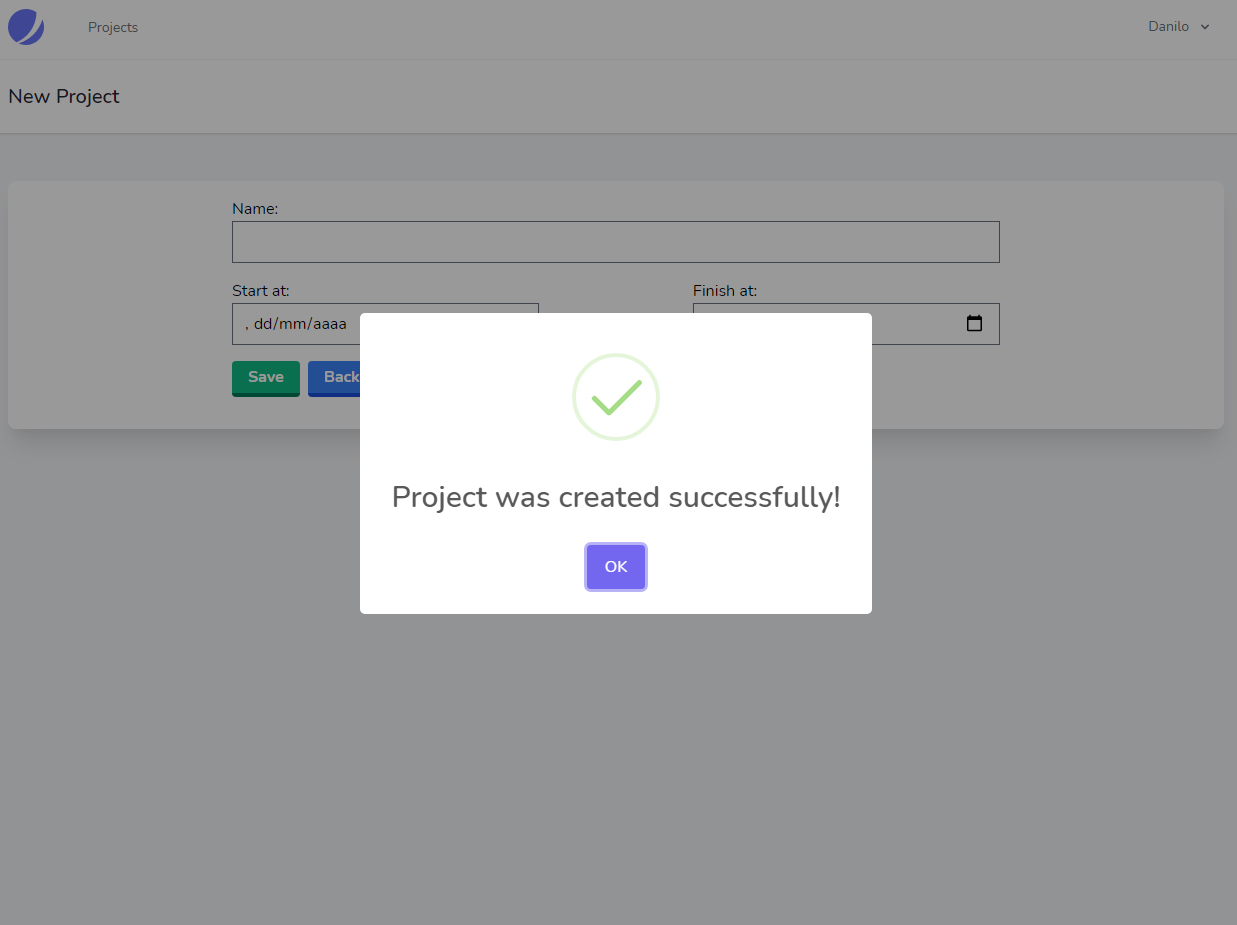 Projects
Danilo
New Project
Name:
Start at:
Finish at:
, dd/mm/aaaa
Save
Back
Project was created successfully!
OK